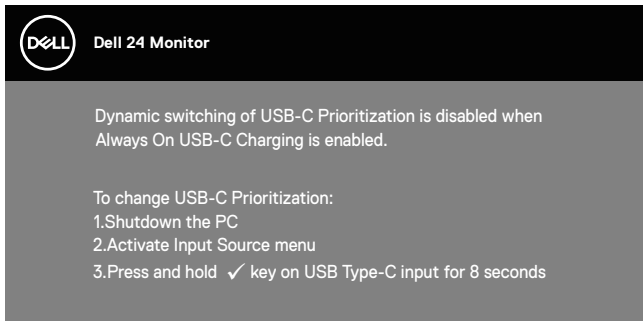 DELL
Dell 24 Monitor
Dynamic switching of USB-C Prioritization is disabled when
Always On USB-C Charging is enabled.
To change USB-C Prioritization:
1.Shutdown the PC
2.Activate Input Source menu
3.Press and hold ✓ key on USB Type-C input for 8 seconds